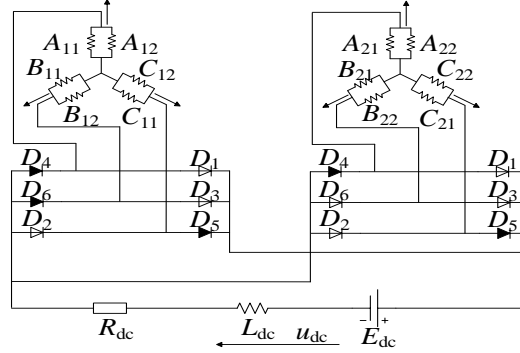 A11 A12
B11 C12
B12 C11
A21 A22
B21 C22
B22 C21
D4 D1
D6 D3
D2 D5
D4 D1
D6 D3
D2 D5
Rdc Ldc udc - + Edc